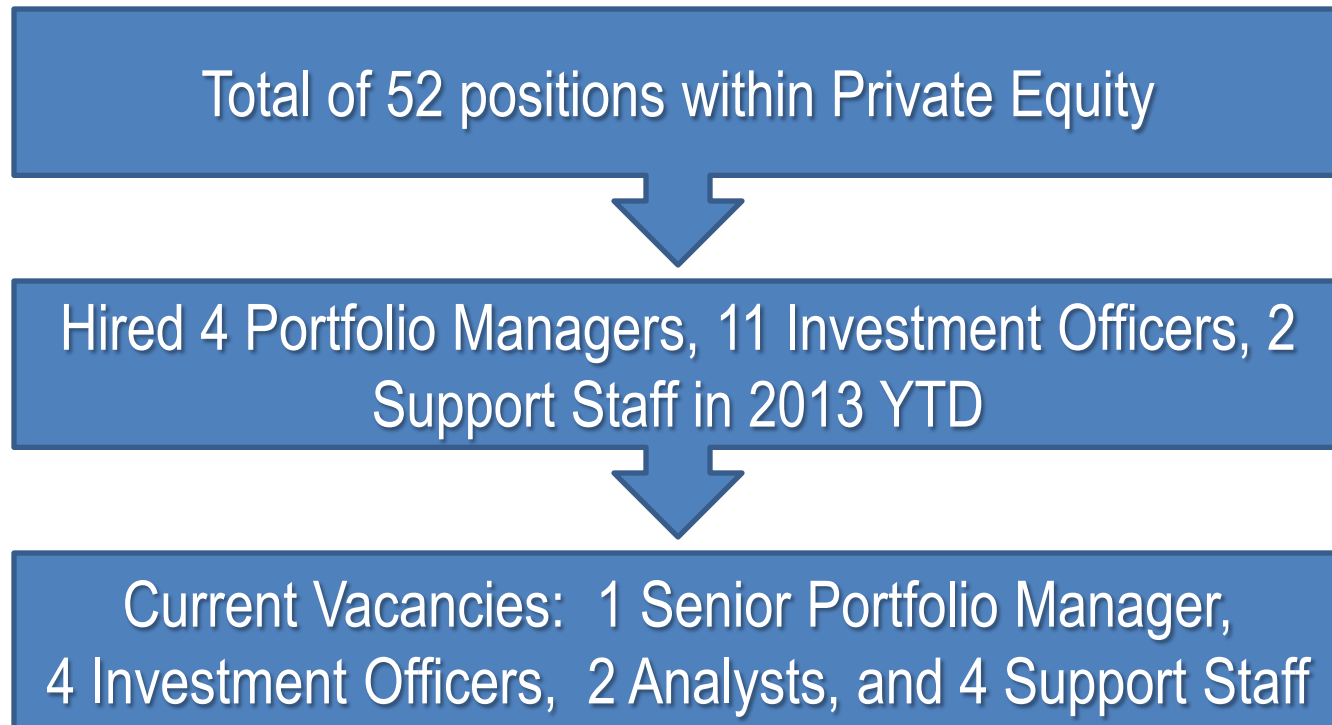 Total of 52 positions within Private Equity
Hired 4 Portfolio Managers, 11 Investment Officers, 2
Support Staff in 2013 YTD
Current Vacancies:  1 Senior Portfolio Manager,
4 Investment Officers,  2 Analysts, and 4 Support Staff